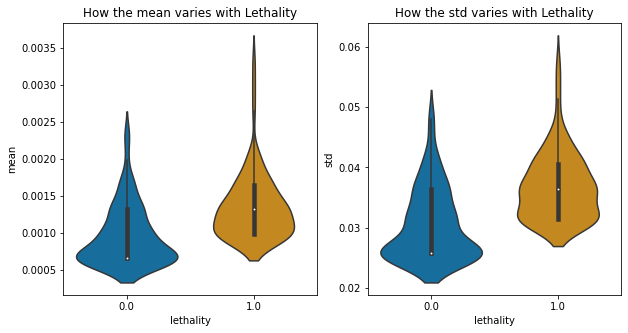 How the mean varies with Lethality
0.0035
0.0030
0.0025
0.0020
0.0015
0.0010
0.0005
mean
0.0
1.0
lethality
How the std varies with Lethality
0.06
0.05
0.04
0.03
0.02
std
0.0
1.0
lethality